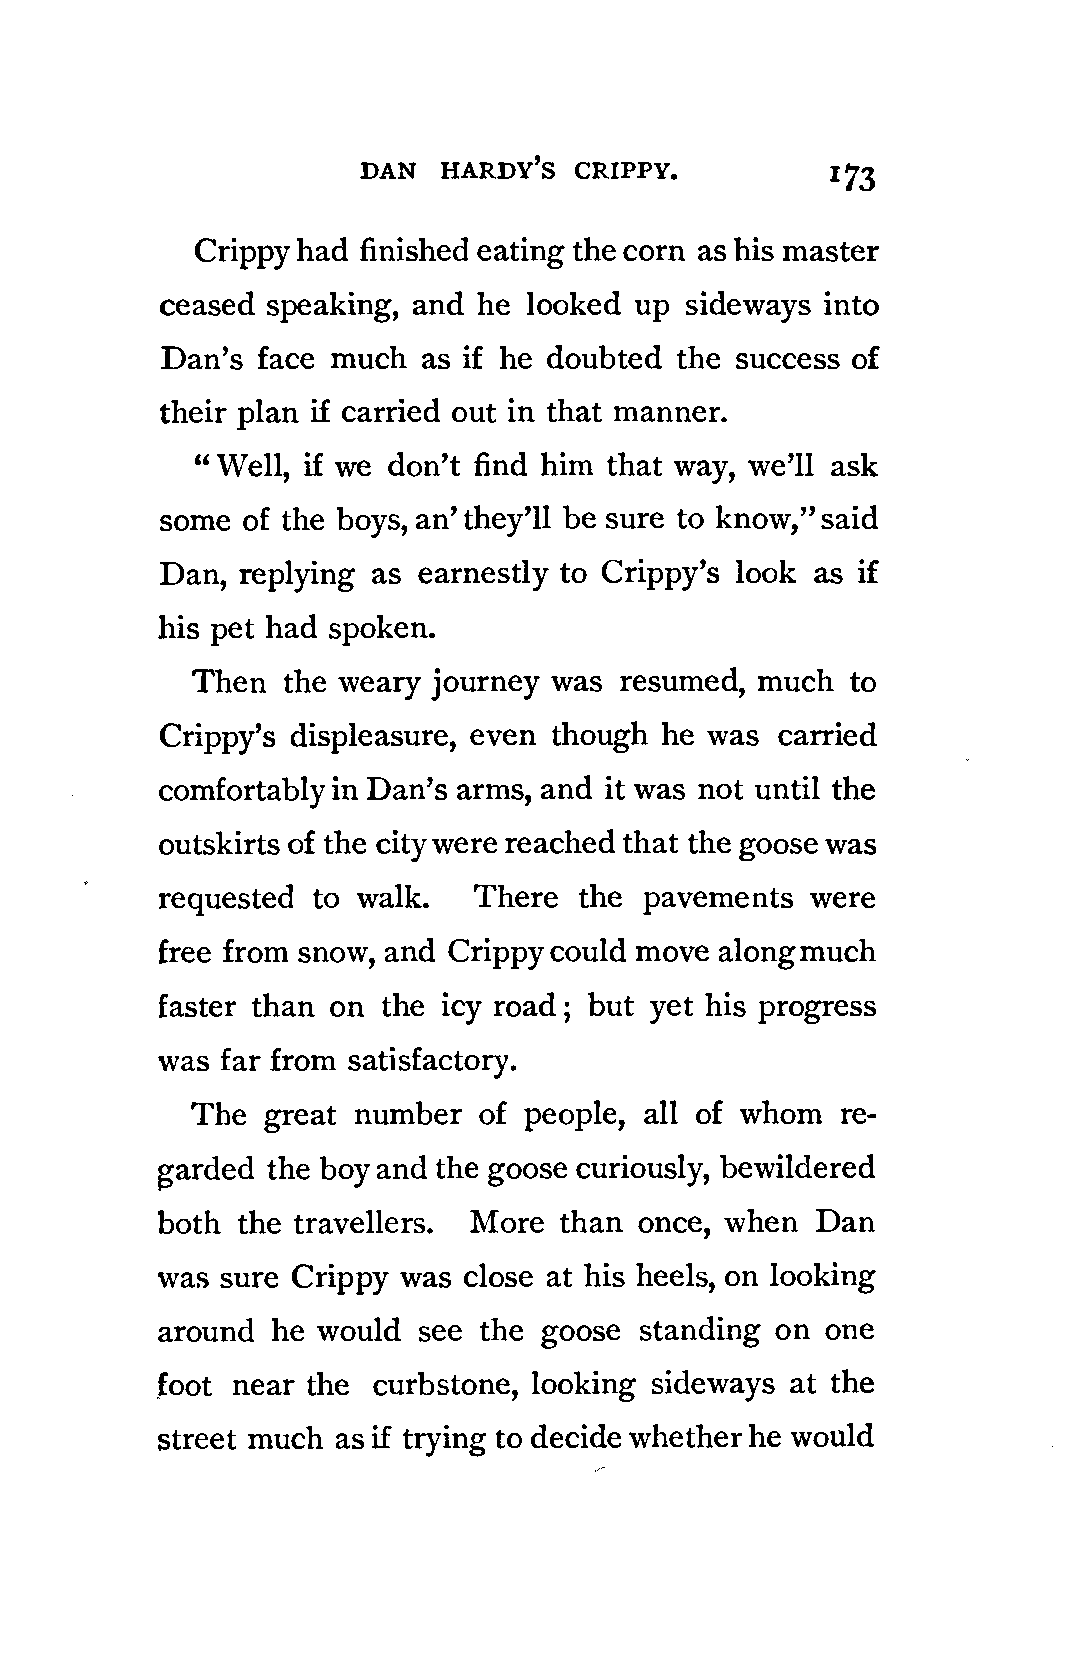 DAN HARDY'S CRIPPY. 173
Crippy had finished eating the corn as his master
ceased speaking, and he looked up sideways into
Dan's face much as if he doubted the success of
their plan if carried out in that manner.
"Well, if we don't find him that way, we'll ask
some of the boys, an' they'll be sure to know," said
Dan, replying as earnestly to Crippy's look as if
his pet had spoken.
Then the weary journey was resumed, much to
Crippy's displeasure, even though he was carried
comfortably in Dan's arms, and it was not until the
outskirts of the city were reached that the goose was
requested to walk. There the pavements were
free from snow, and Crippy could move along much
faster than on the icy road; but yet his progress
was far from satisfactory.
The great number of people, all of whom re-
garded the boy and the goose curiously, bewildered
both the travellers. More than once, when Dan
was sure Crippy was close at his heels, on looking
around he would see the goose standing on one
foot near the curbstone, looking sideways at the
street much as if trying to decide whether he would